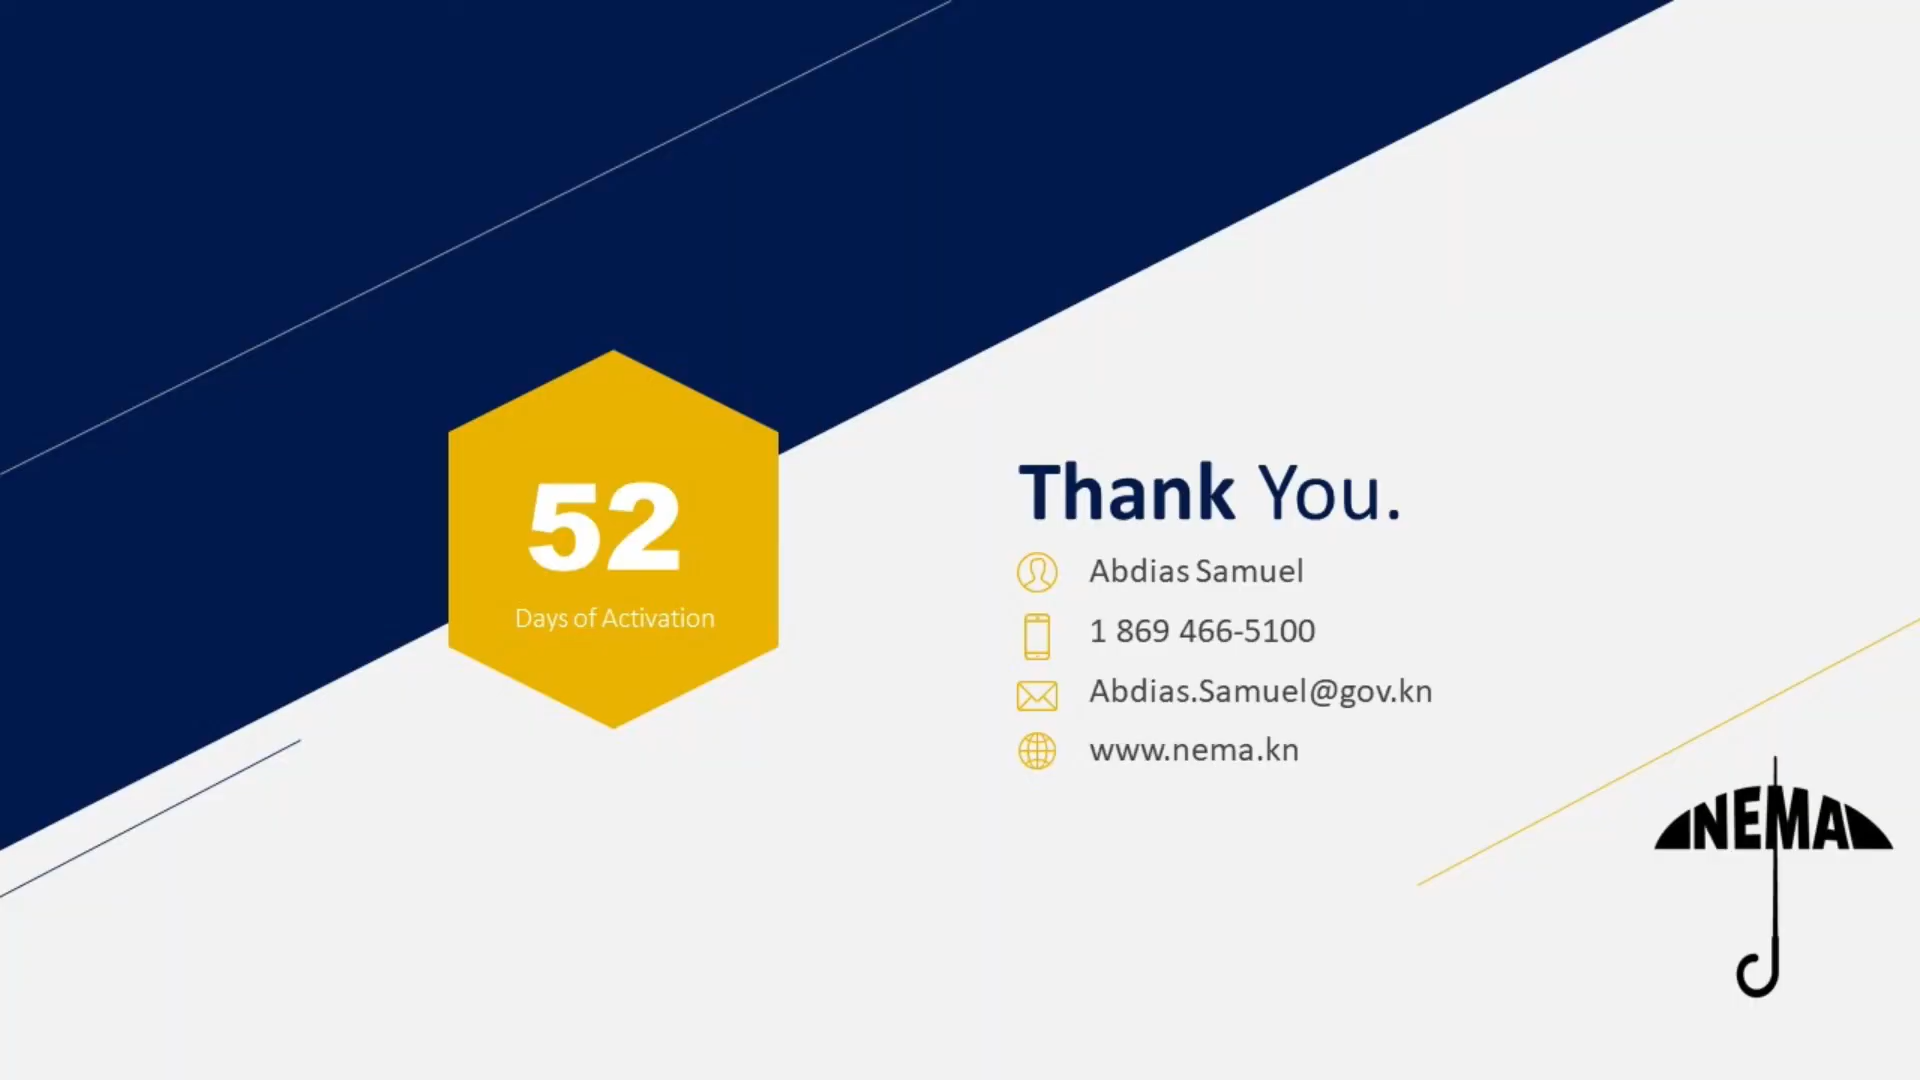 52
Days of Activation
Thank You.
Abdias Samuel
1 869 466-5100
Abdias.Samuel@gov.kn
www.nema.kn
NEMA